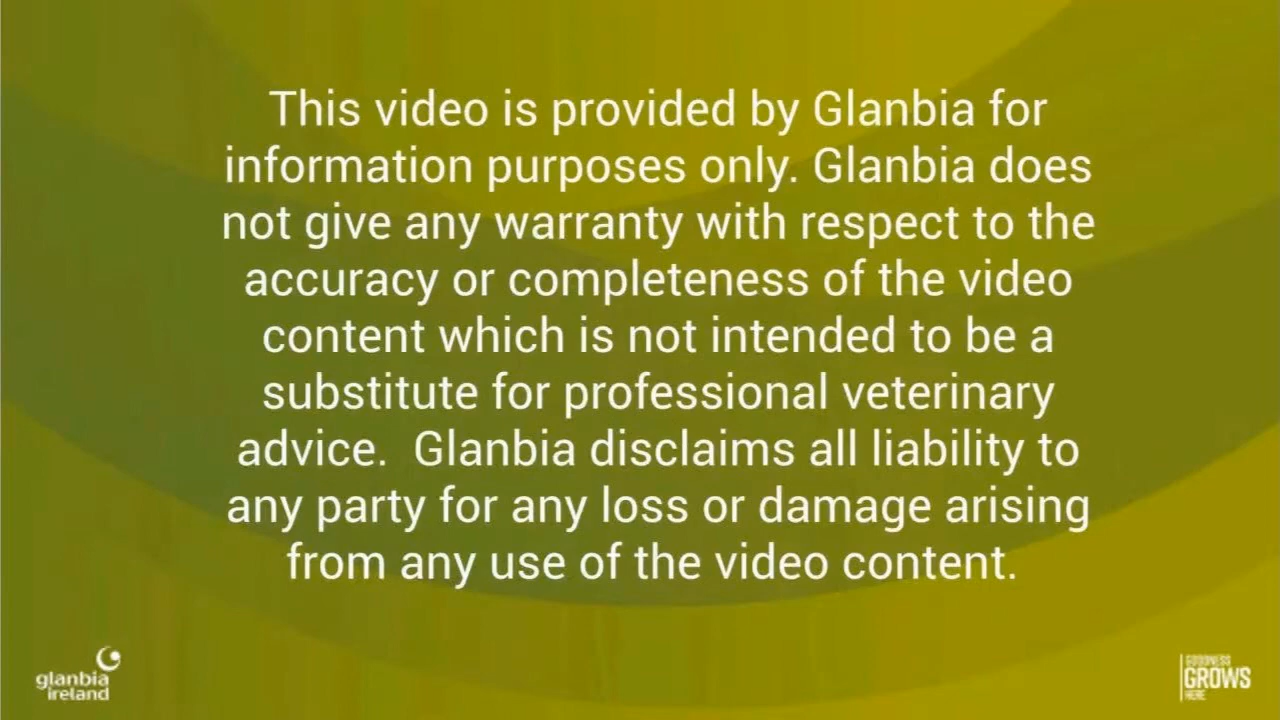 This video is provided by Glanbia for
information purposes only. Glanbia does
not give any warranty with respect to the
accuracy or completeness of the video
content which is not intended to be a
substitute for professional veterinary
advice.  Glanbia disclaims all liability to
any party for any loss or damage arising
from any use of the video content.
glanbia
ireland
GOODNESS
GROWS
HERE